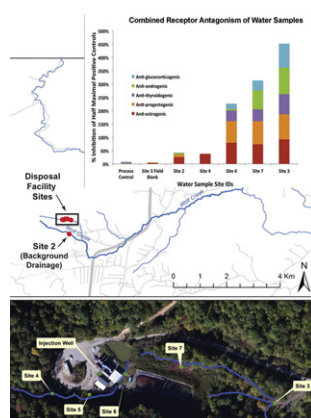 Combined Receptor Antagonism of Water Samples
% Inhibition of Half Maximal Positive Controls
500%
450%
400%
350%
300%
250%
200%
150%
100%
50%
0%
Anti-glucocorticogenic
Anti-androgenic
Anti-thyroidogenic
Anti-progestogenic
Anti-estrogenic
Process Control
Site 3 Field Blank
Site 2
Site 4
Site 6
Site 7
Site 3
Water Sample Site IDs
Disposal
Facility
Sites
Wolf Creek
Wolf Creek
Site 2
(Background
Drainage)
0 2 4 Km
N
Injection Well
Site 7
Site 4
Site 5
Site 6
Site 3